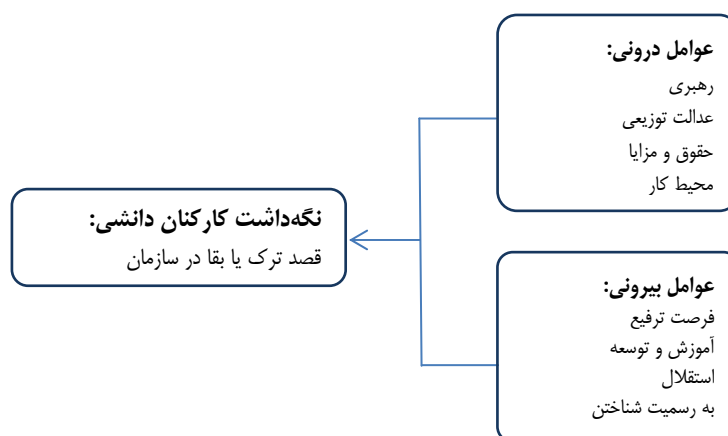 عوامل درونی:
رهبری
عدالت توزیعی
حقوق و مزایا
محیط کار
نگه‌داشت کارکنان دانشی:
قصد ترک یا بقا در سازمان
عوامل بیرونی:
فرصت ترفیع
آموزش و توسعه
استقلال
به رسمیت شناختن